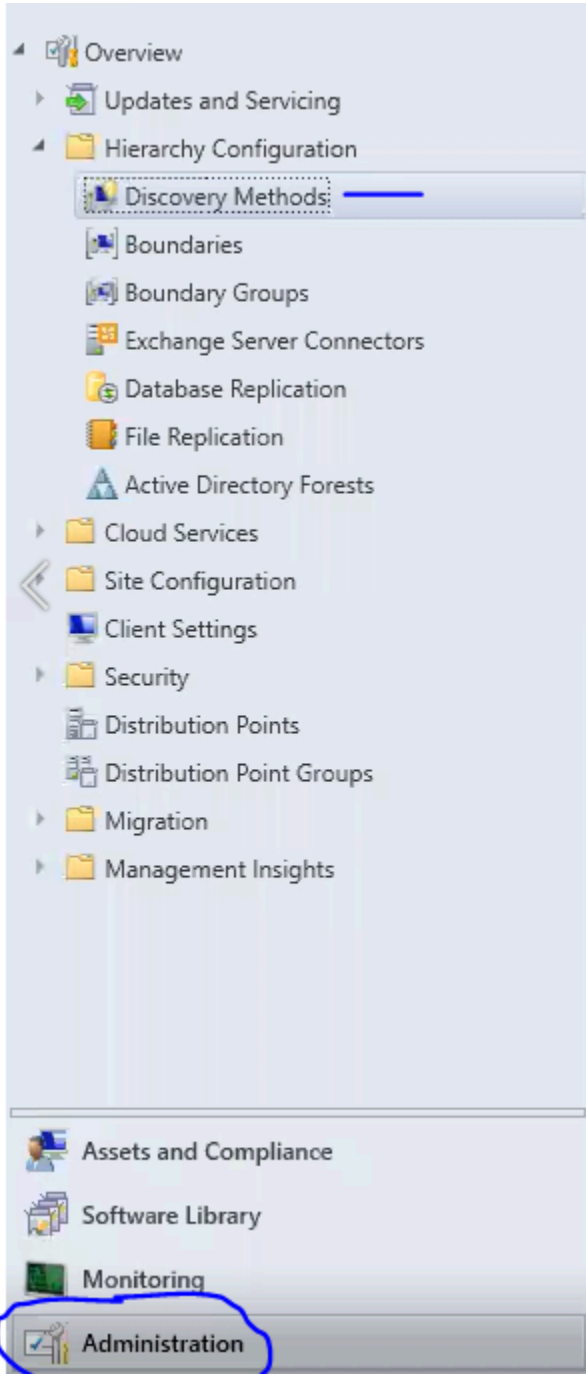 Overview
Updates and Servicing
Hierarchy Configuration
Discovery Methods
Boundaries
Boundary Groups
Exchange Server Connectors
Database Replication
File Replication
Active Directory Forests
Cloud Services
Site Configuration
Client Settings
Security
Distribution Points
Distribution Point Groups
Migration
Management Insights
Assets and Compliance
Software Library
Monitoring
Administration